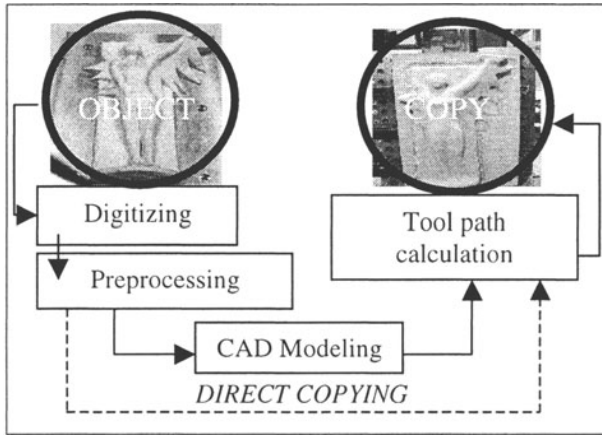 OBJECT
COPY
Digitizing
Preprocessing
Tool path
calculation
CAD Modeling
DIRECT COPYING